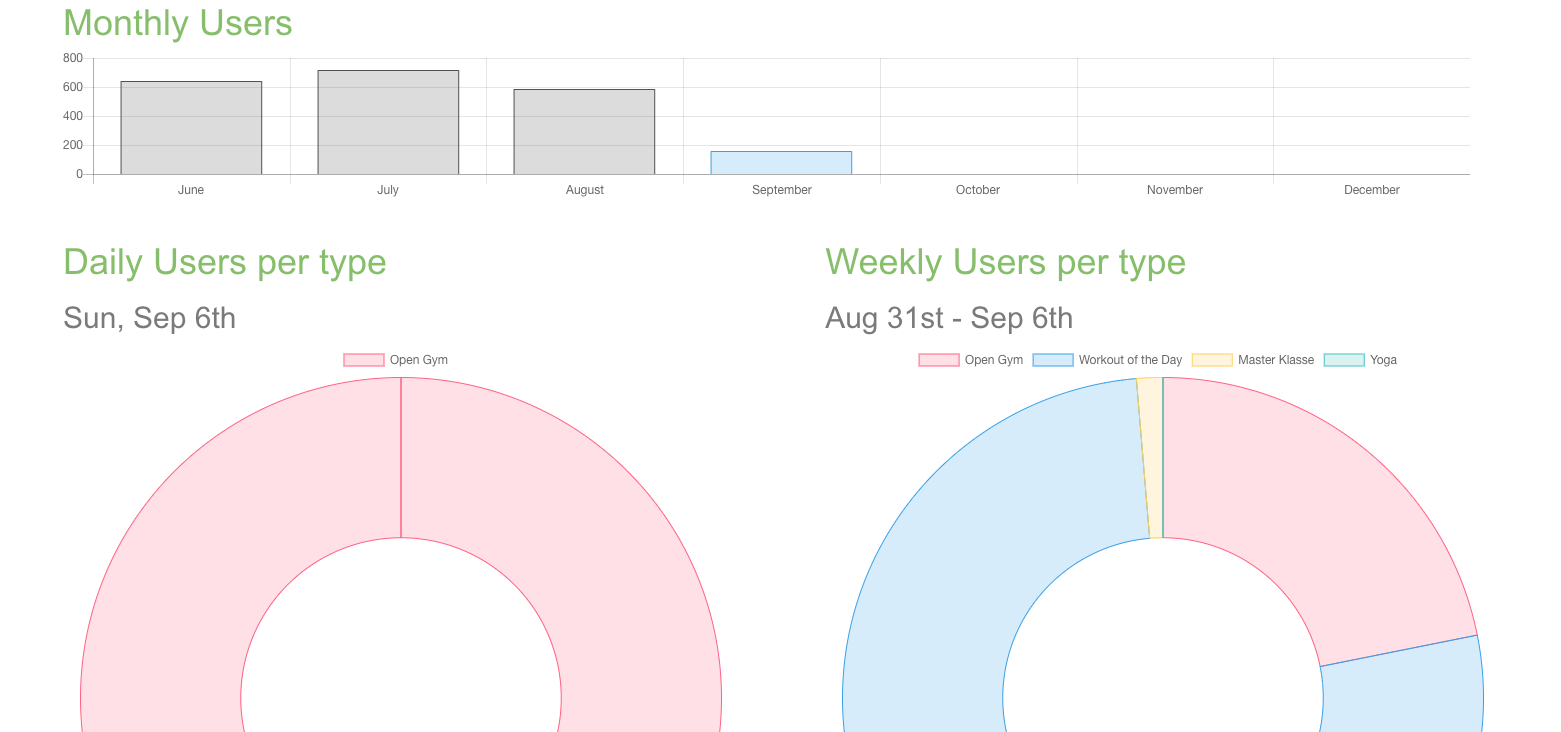 Monthly Users
800
600
400
200
0
June July August September October November December
Daily Users per type
Sun, Sep 6th
Open Gym
Weekly Users per type
Aug 31st - Sep 6th
Open Gym Workout of the Day Master Klasse Yoga